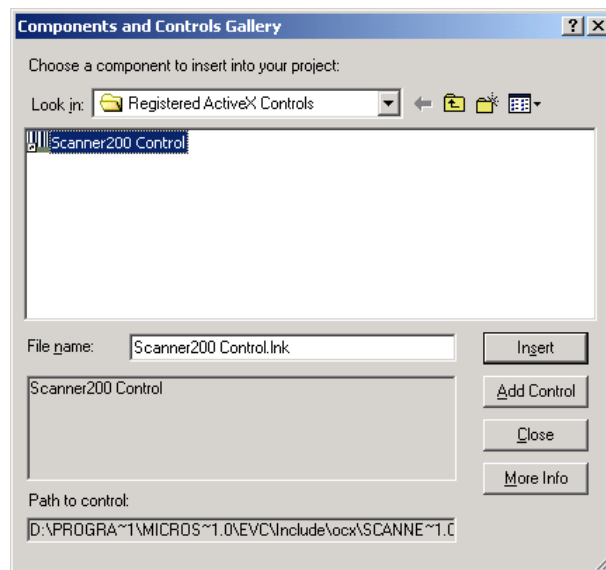 Components and Controls Gallery
Choose a component to insert into your project:
Look in: Registered ActiveX Controls
Scanner200 Control
File name: Scanner200 Control.lnk
Insert
Scanner200 Control
Add Control
Close
More Info
Path to control:
D:\PROGRA~1\MICROS~1.0\EVC\Include\ocx\SCANNE~1.0